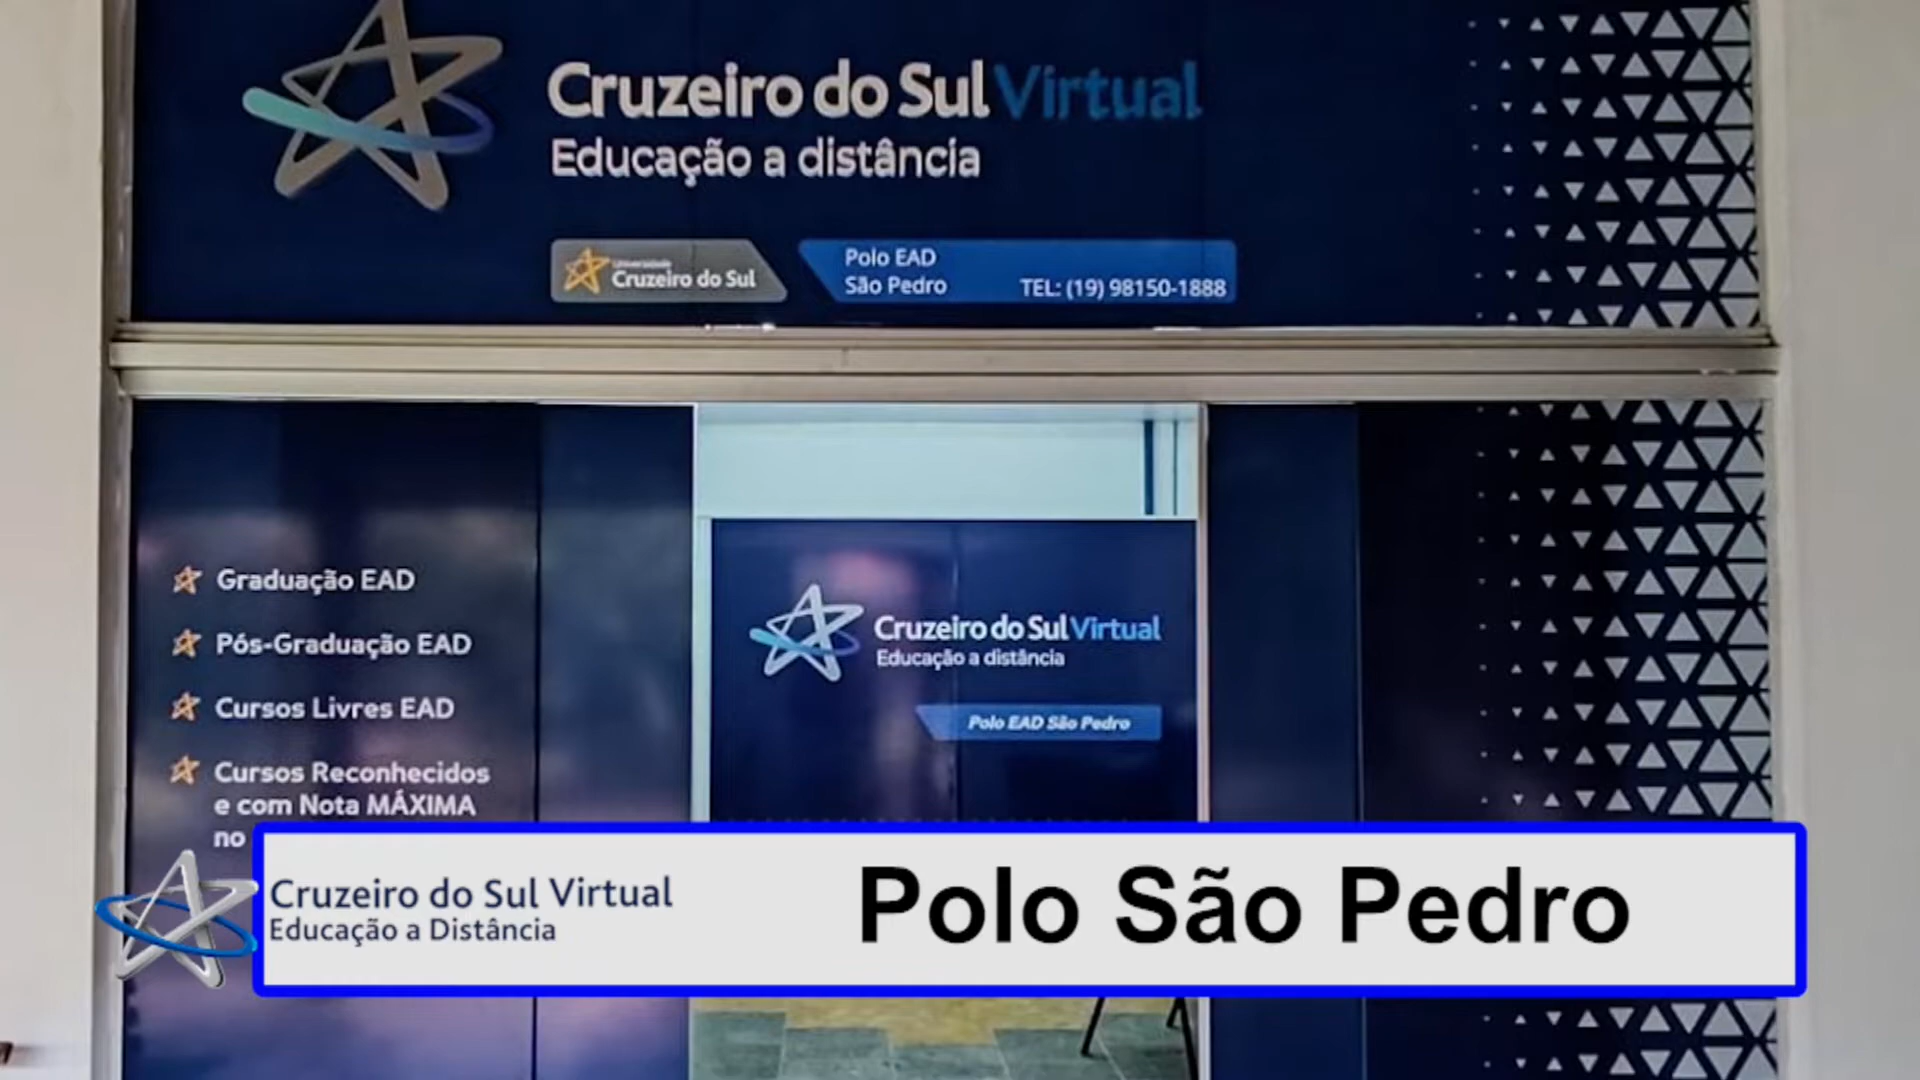 Cruzeiro do Sul Virtual
Educação a distância
Universidade
Cruzeiro do Sul
Polo EAD
São Pedro
TEL: (19) 98150-1888
Graduação EAD
Pós-Graduação EAD
Cursos Livres EAD
Cursos Reconhecidos
e com Nota MÁXIMA
no
Cruzeiro do Sul Virtual
Educação a distância
Polo EAD São Pedro
Cruzeiro do Sul Virtual
Educação a Distância
Polo São Pedro